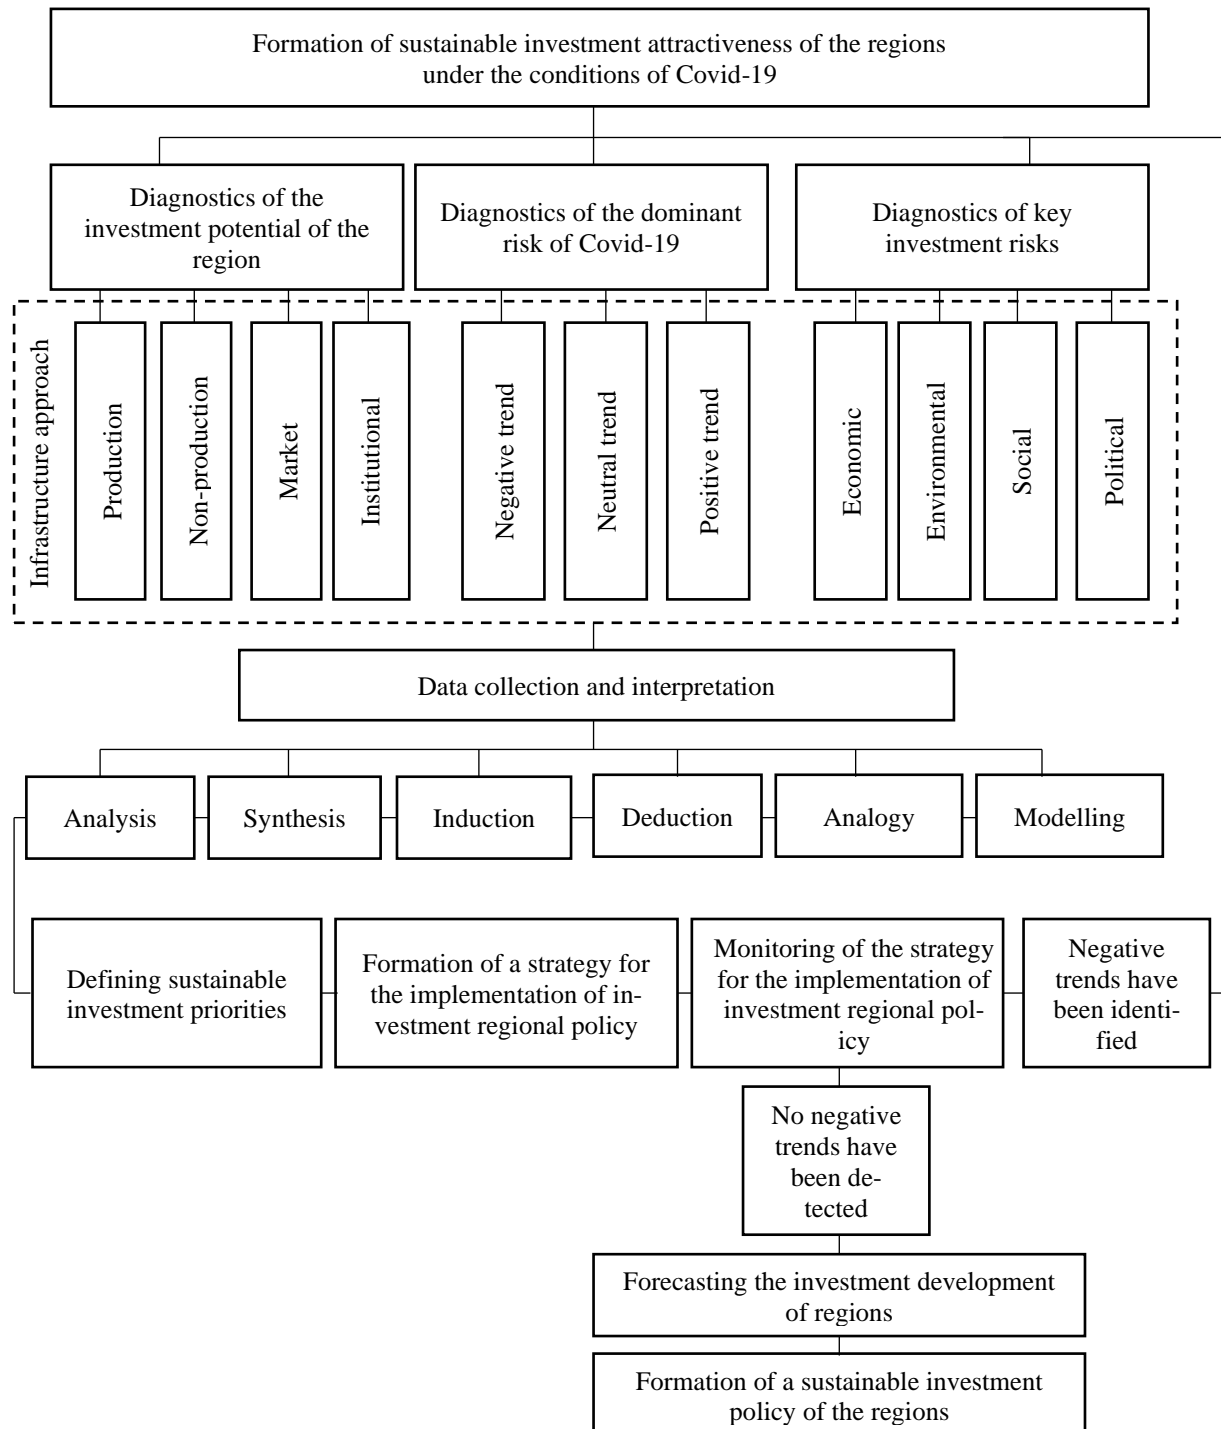 Formation of sustainable investment attractiveness of the regions
under the conditions of Covid-19
Diagnostics of the
investment potential of the
region
Diagnostics of the dominant
risk of Covid-19
Diagnostics of key
investment risks
Infrastructure approach
Production
Non-production
Market
Institutional
Negative trend
Neutral trend
Positive trend
Economic
Environmental
Social
Political
Data collection and interpretation
Analysis
Synthesis
Induction
Deduction
Analogy
Modelling
Defining sustainable
investment priorities
Formation of a strategy for
the implementation of in-
vestment regional policy
Monitoring of the strategy
for the implementation of
investment regional pol-
icy
Negative
trends have
been identi-
fied
No negative
trends have
been de-
tected
Forecasting the investment development
of regions
Formation of a sustainable investment
policy of the regions